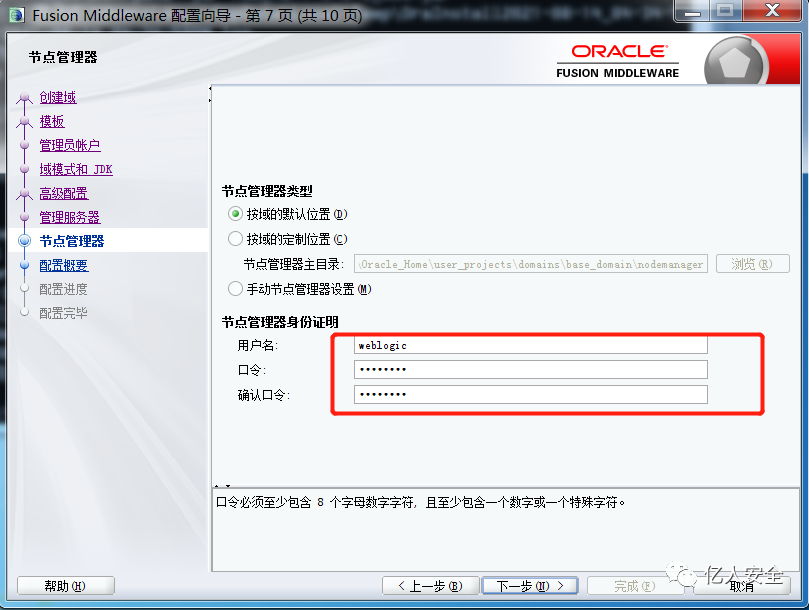 Fusion Middleware 配置向导 - 第 7 页 (共 10 页)
节点管理器
ORACLE
FUSION MIDDLEWARE
创建域
模板
管理员帐户
域模式和 JDK
高级配置
管理服务器
节点管理器
配置概要
配置进度
配置完毕
节点管理器类型
按域的默认位置 (D)
按域的定制位置 (C)
节点管理器主目录: \Oracle_Home\user_projects\domains\base_domain\nodemanager 浏览 (R)
手动节点管理器设置 (M)
节点管理器身份证明
用户名: weblogic
口令: ••••••••
确认口令: ••••••••
口令必须至少包含 8 个字母数字字符, 且至少包含一个数字或一个特殊字符。
帮助 (H) < 上一步 (B) 下一步 (N) > 完成 (F) 取消
亿人安全